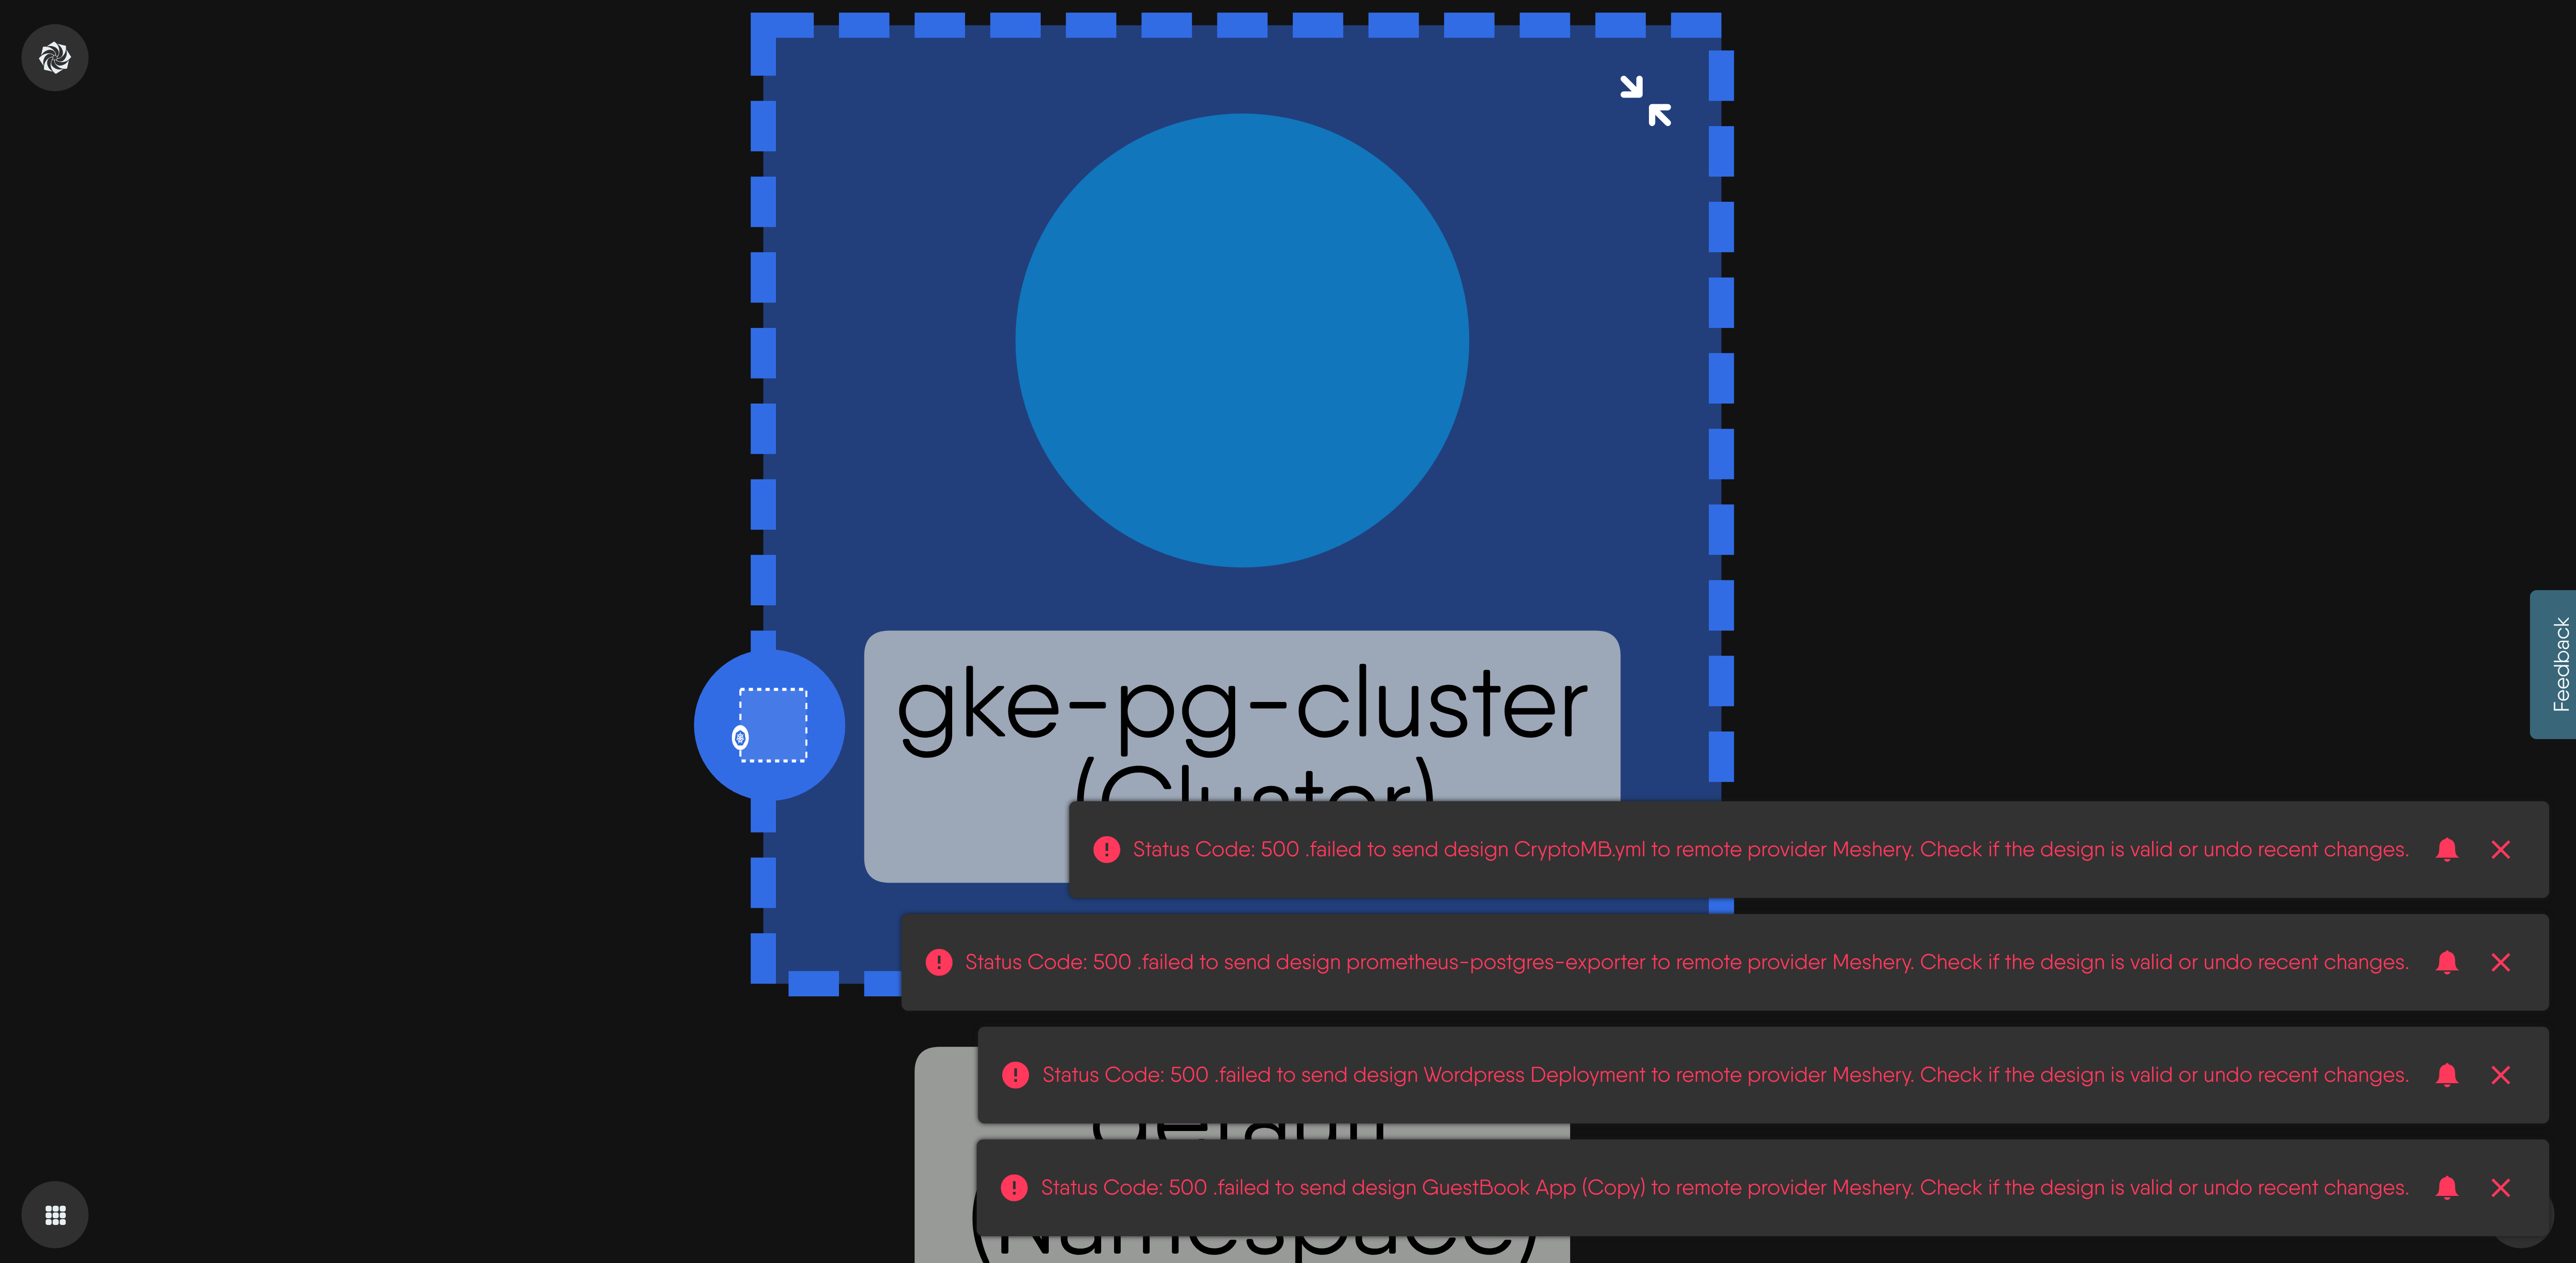 gke-pg-cluster
(Cluster)
Feedback
Status Code: 500 .failed to send design CryptoMB.yml to remote provider Meshery. Check if the design is valid or undo recent changes.
Status Code: 500 .failed to send design prometheus-postgres-exporter to remote provider Meshery. Check if the design is valid or undo recent changes.
Status Code: 500 .failed to send design Wordpress Deployment to remote provider Meshery. Check if the design is valid or undo recent changes.
Default
Status Code: 500 .failed to send design GuestBook App (Copy) to remote provider Meshery. Check if the design is valid or undo recent changes.
(Namespace)